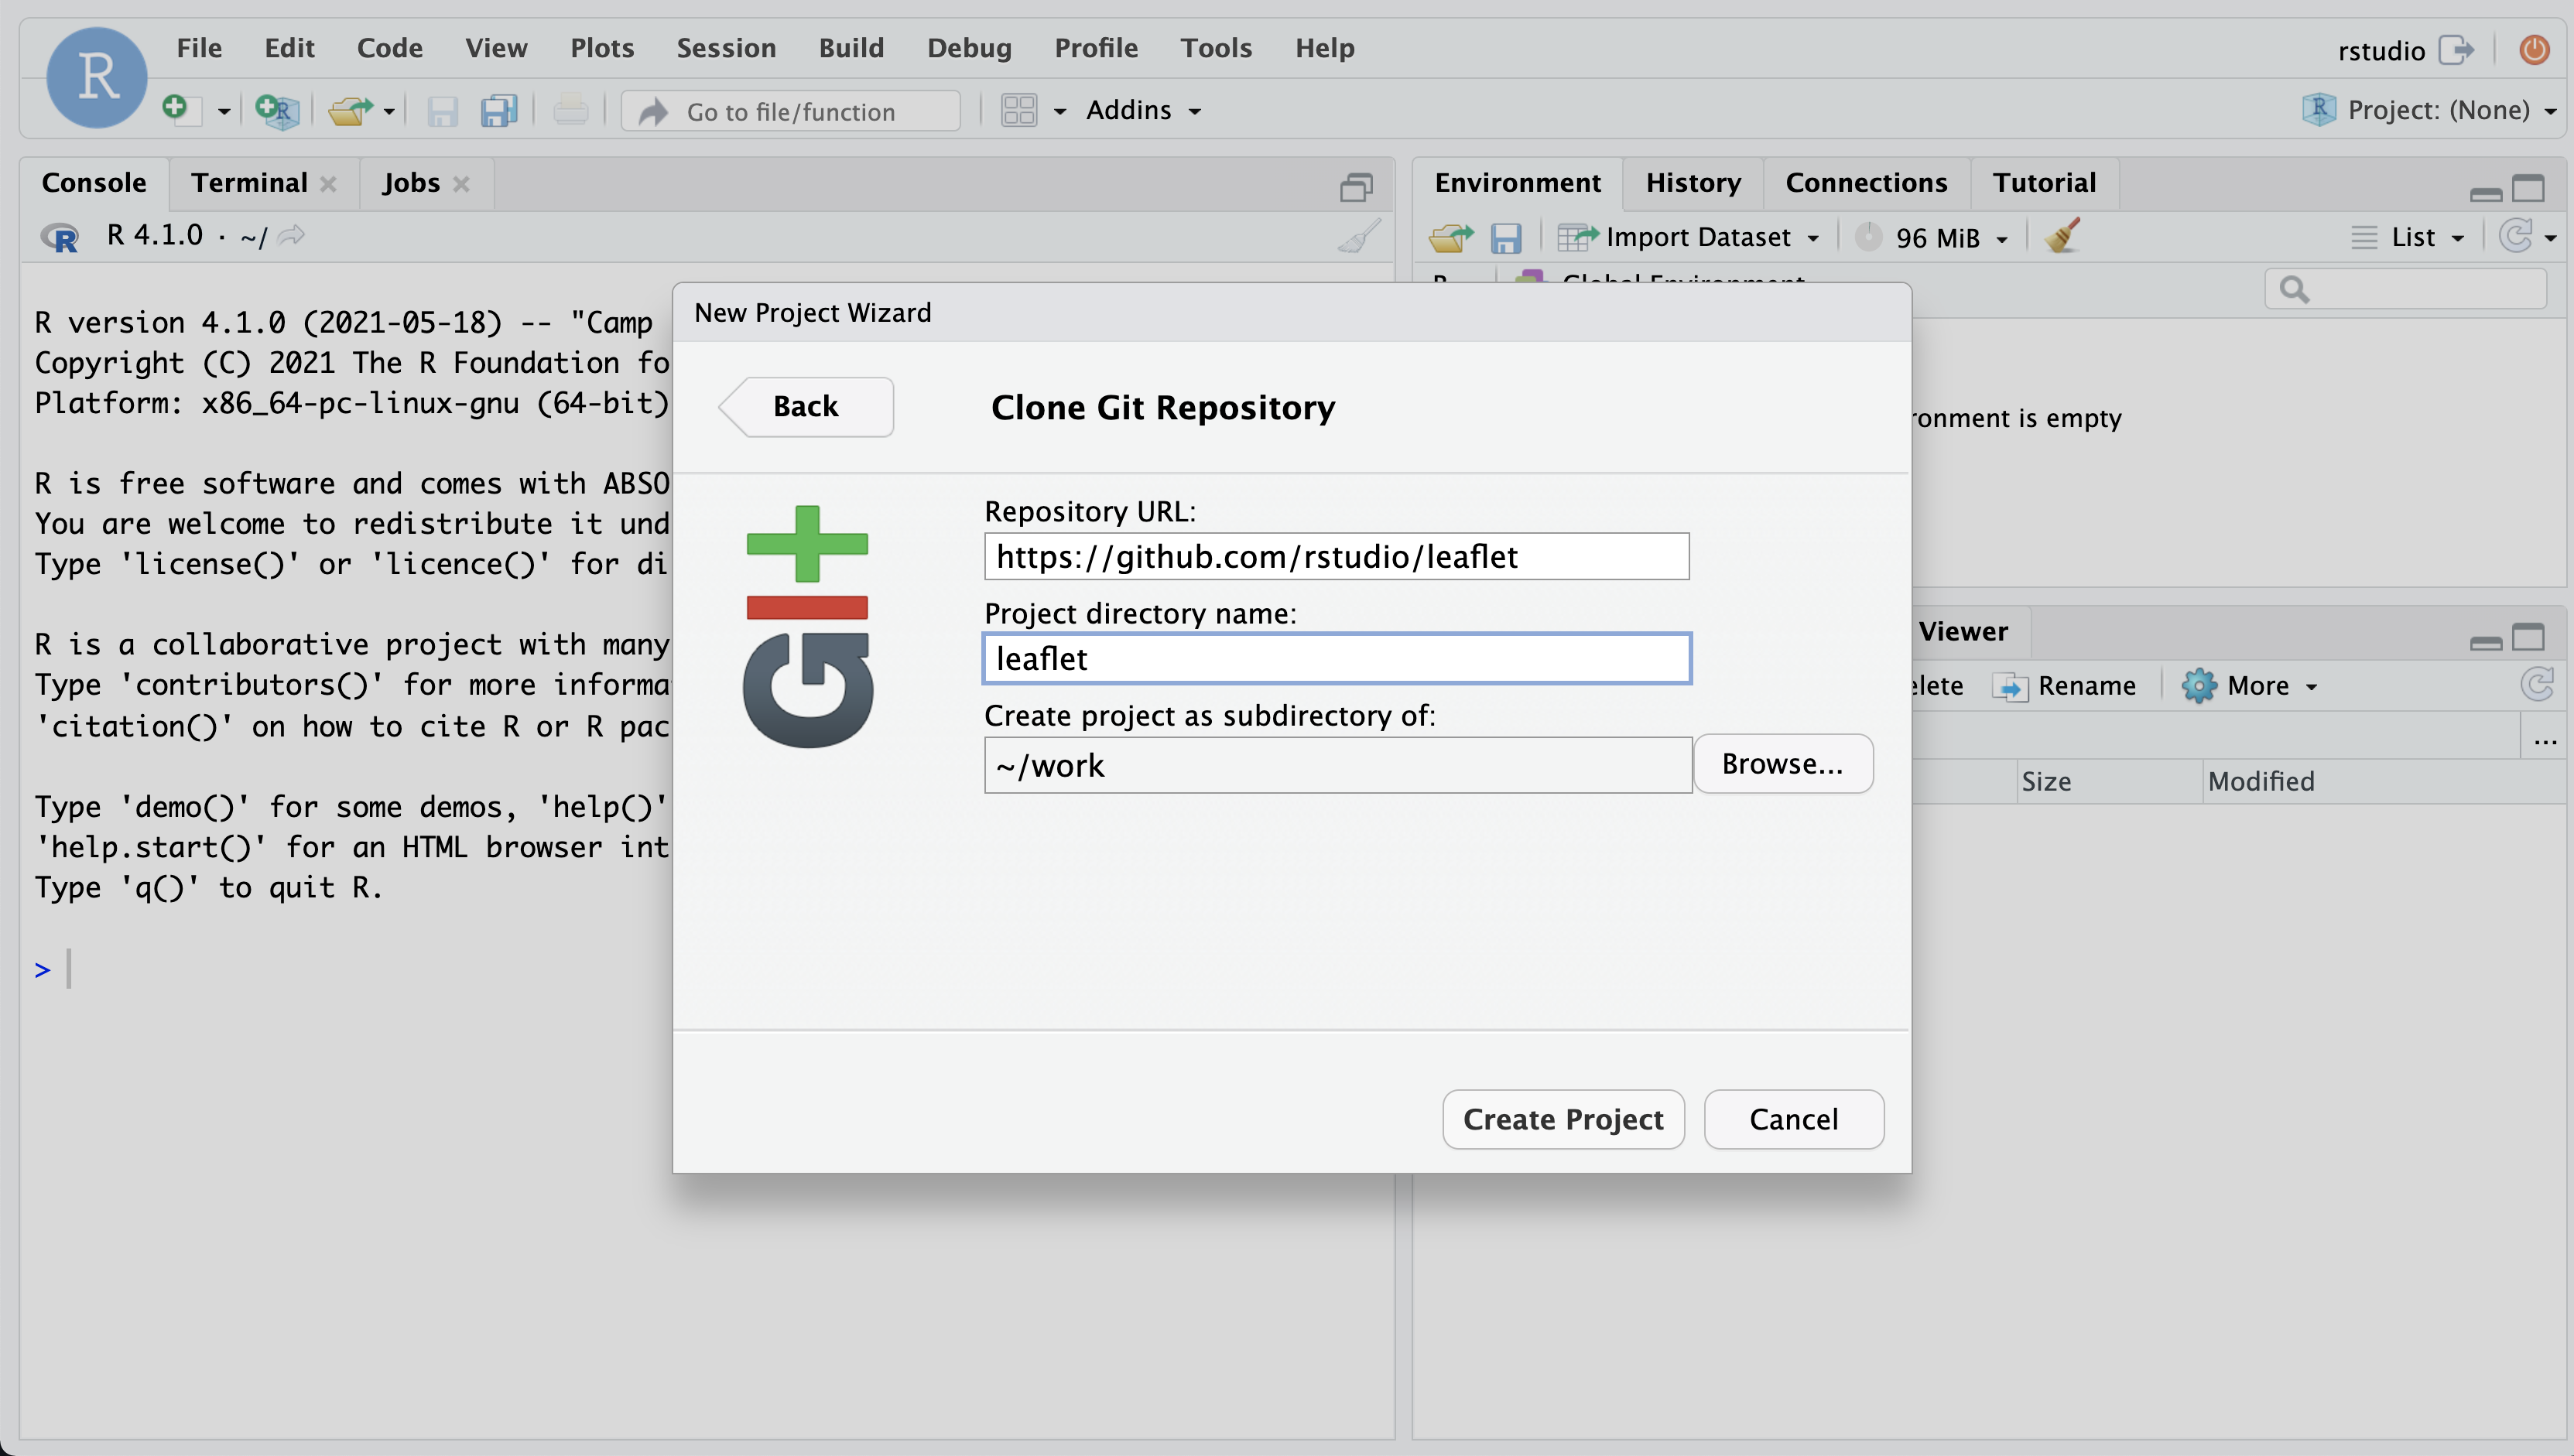 File Edit Code View Plots Session Build Debug Profile Tools Help
rstudio
R
Go to file/function
Addins
Project: (None)
Console Terminal Jobs
R 4.1.0 · ~/
R version 4.1.0 (2021-05-18) -- "Camp
Copyright (C) 2021 The R Foundation fo
Platform: x86_64-pc-linux-gnu (64-bit)
R is free software and comes with ABSO
You are welcome to redistribute it und
Type 'license()' or 'licence()' for di
R is a collaborative project with many
Type 'contributors()' for more informa
'citation()' on how to cite R or R pac
Type 'demo()' for some demos, 'help()'
'help.start()' for an HTML browser int
Type 'q()' to quit R.
>
Environment History Connections Tutorial
Import Dataset 96 MiB List
ronment is empty
New Project Wizard
Back
Clone Git Repository
Git
Repository URL:
https://github.com/rstudio/leaflet
Project directory name:
leaflet
Create project as subdirectory of:
~/work
Browse...
Create Project Cancel
Viewer
elete Rename More
...
Size Modified